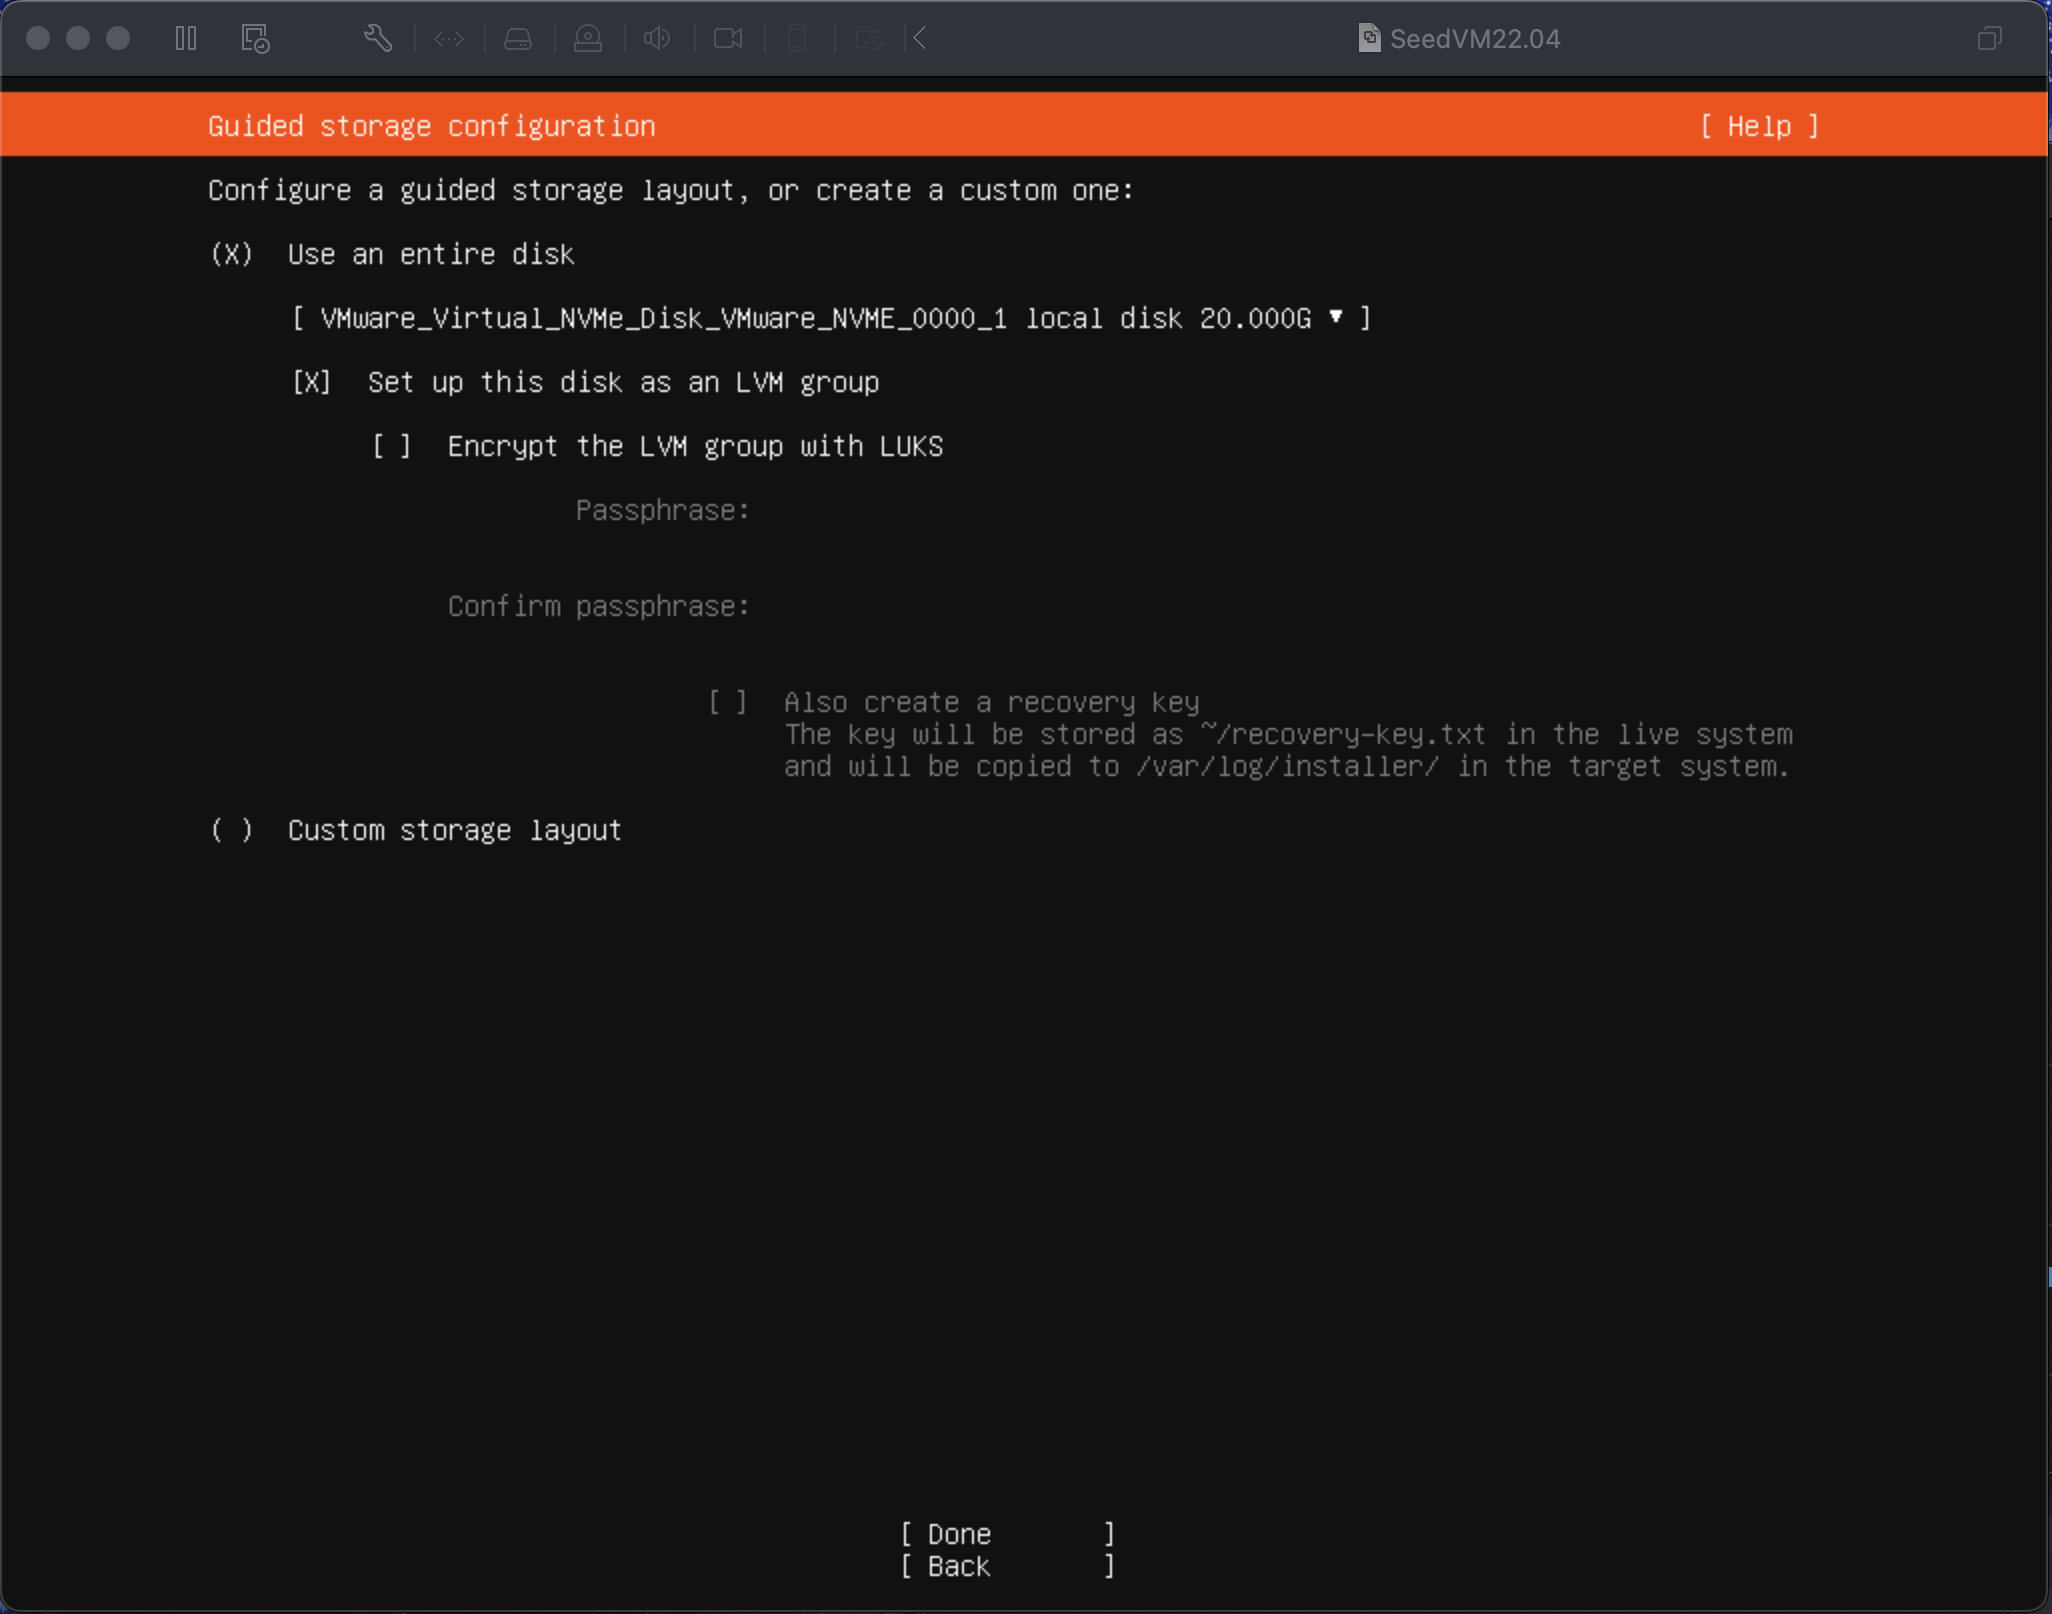 SeedVM22.04
Guided storage configuration [ Help ]
Configure a guided storage layout, or create a custom one:
(X) Use an entire disk
[ VMware_Virtual_NVMe_Disk_VMware_NVME_0000_1 local disk 20.000G ▾ ]
[X] Set up this disk as an LVM group
[ ] Encrypt the LVM group with LUKS
Passphrase:
Confirm passphrase:
[ ] Also create a recovery key
The key will be stored as ~/recovery-key.txt in the live system
and will be copied to /var/log/installer/ in the target system.
( ) Custom storage layout
[ Done ]
[ Back ]